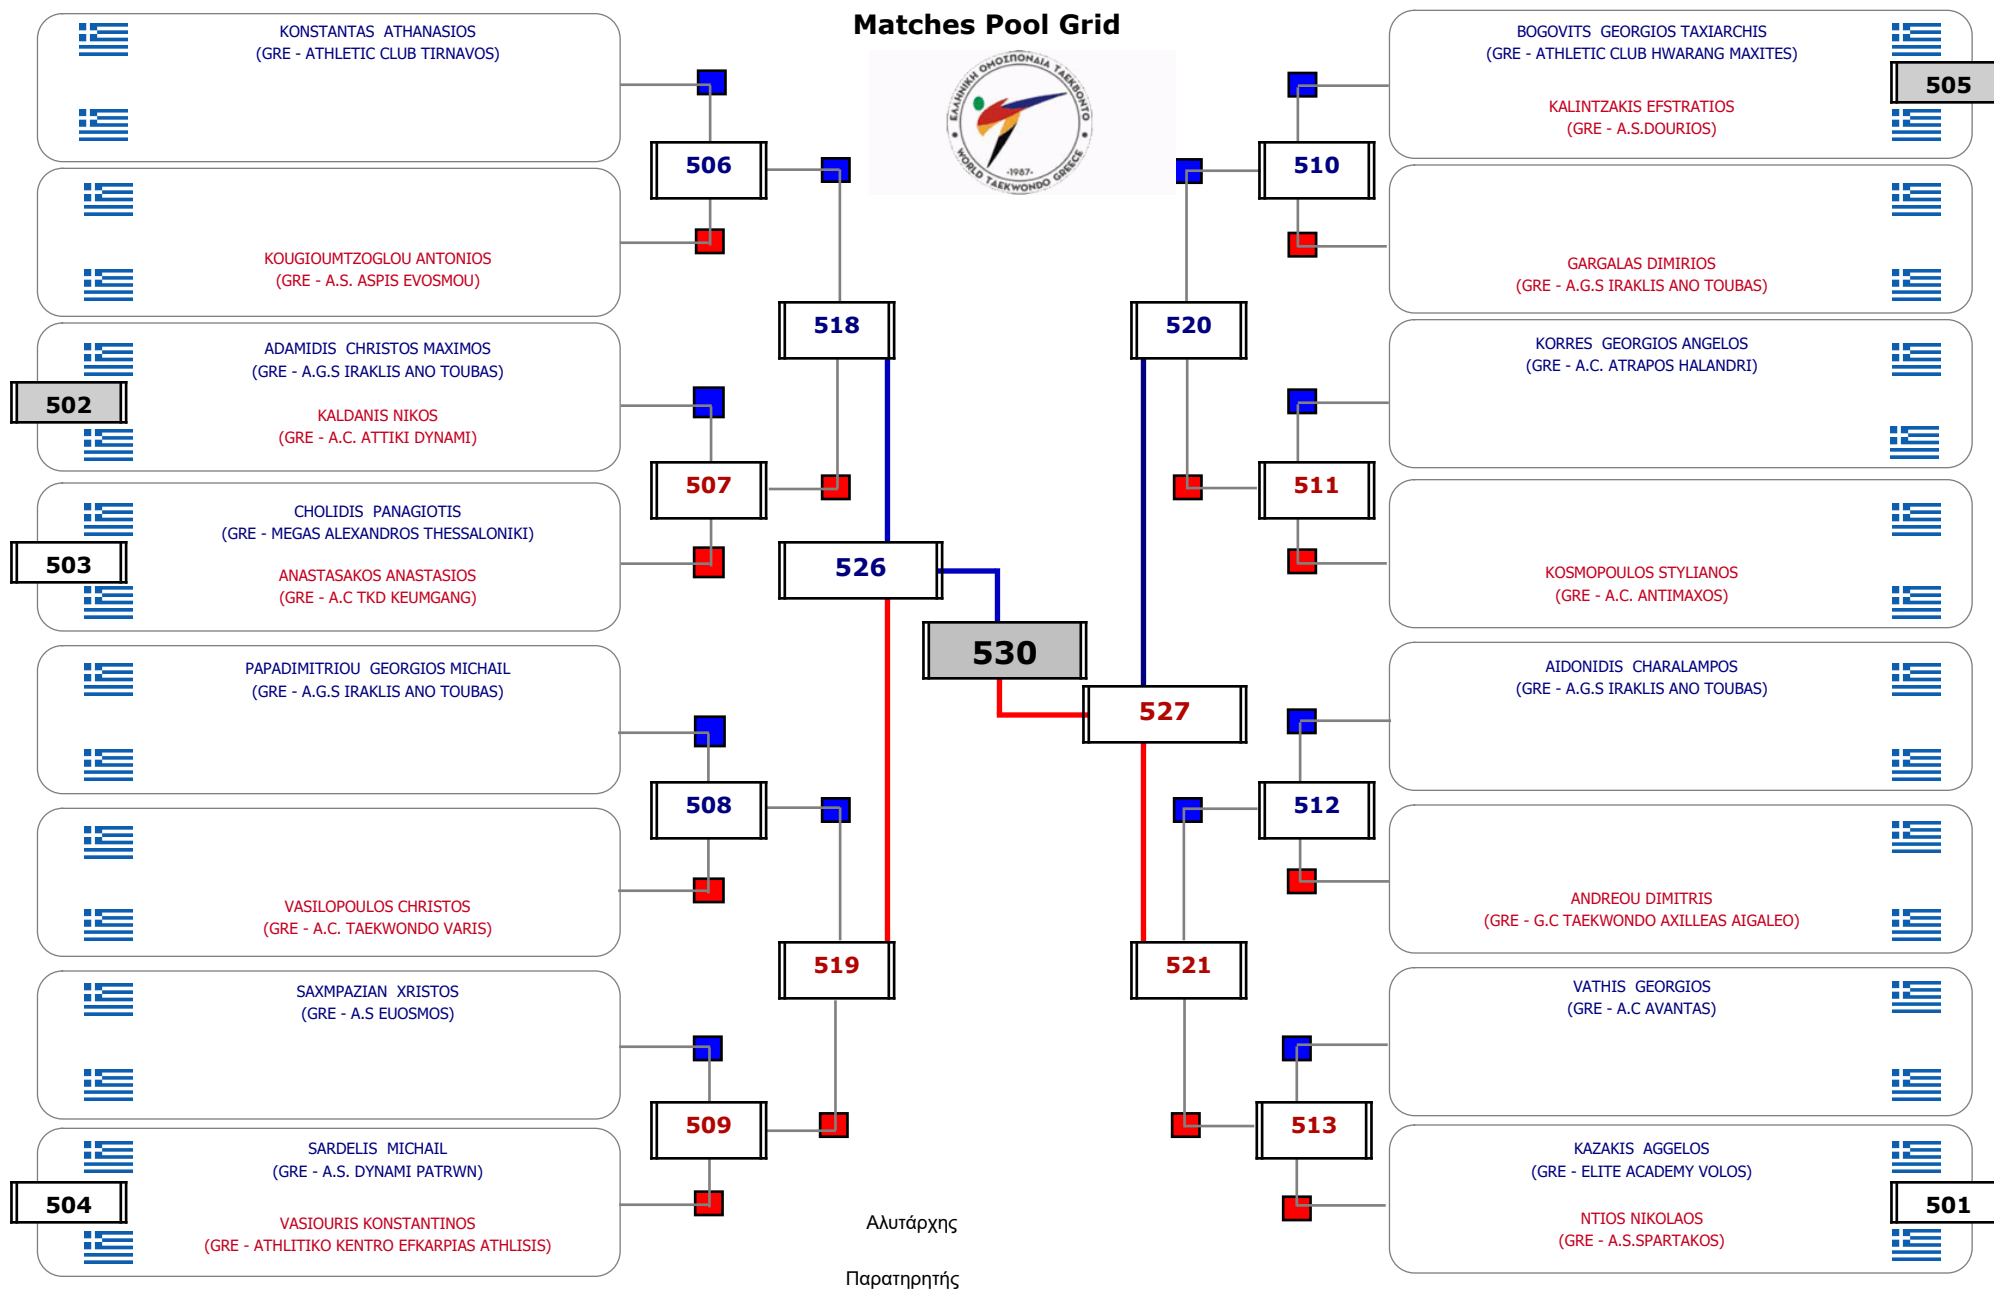 Matches Pool Grid
ΕΛΛΗΝΙΚΗ ΟΜΟΣΠΟΝΔΙΑ ΤΑΕΚΒΟΝΤΟ
-1987-
WORLD TAEKWONDO GREECE
KONSTANTAS ATHANASIOS
(GRE - ATHLETIC CLUB TIRNAVOS)
506
KOUGIOUMTZOGLOU ANTONIOS
(GRE - A.S. ASPIS EVOSMOU)
518
ADAMIDIS CHRISTOS MAXIMOS
(GRE - A.G.S IRAKLIS ANO TOUBAS)
502
KALDANIS NIKOS
(GRE - A.C. ATTIKI DYNAMI)
507
CHOLIDIS PANAGIOTIS
(GRE - MEGAS ALEXANDROS THESSALONIKI)
503
ANASTASAKOS ANASTASIOS
(GRE - A.C TKD KEUMGANG)
526
530
PAPADIMITRIOU GEORGIOS MICHAIL
(GRE - A.G.S IRAKLIS ANO TOUBAS)
508
VASILOPOULOS CHRISTOS
(GRE - A.C. TAEKWONDO VARIS)
519
SAXMPAZIAN XRISTOS
(GRE - A.S EUOSMOS)
509
SARDELIS MICHAIL
(GRE - A.S. DYNAMI PATRWN)
504
VASIOURIS KONSTANTINOS
(GRE - ATHLITIKO KENTRO EFKARPIAS ATHLISIS)
BOGOVITS GEORGIOS TAXIARCHIS
(GRE - ATHLETIC CLUB HWARANG MAXITES)
505
KALINTZAKIS EFSTRATIOS
(GRE - A.S.DOURIOS)
510
GARGALAS DIMIRIOS
(GRE - A.G.S IRAKLIS ANO TOUBAS)
520
KORRES GEORGIOS ANGELOS
(GRE - A.C. ATRAPOS HALANDRI)
511
KOSMOPOULOS STYLIANOS
(GRE - A.C. ANTIMAXOS)
527
AIDONIDIS CHARALAMPOS
(GRE - A.G.S IRAKLIS ANO TOUBAS)
512
ANDREOU DIMITRIS
(GRE - G.C TAEKWONDO AXILLEAS AIGALEO)
521
VATHIS GEORGIOS
(GRE - A.C AVANTAS)
513
KAZAKIS AGGELOS
(GRE - ELITE ACADEMY VOLOS)
501
NTIOS NIKOLAOS
(GRE - A.S.SPARTAKOS)
Αλυτάρχης
Παρατηρητής